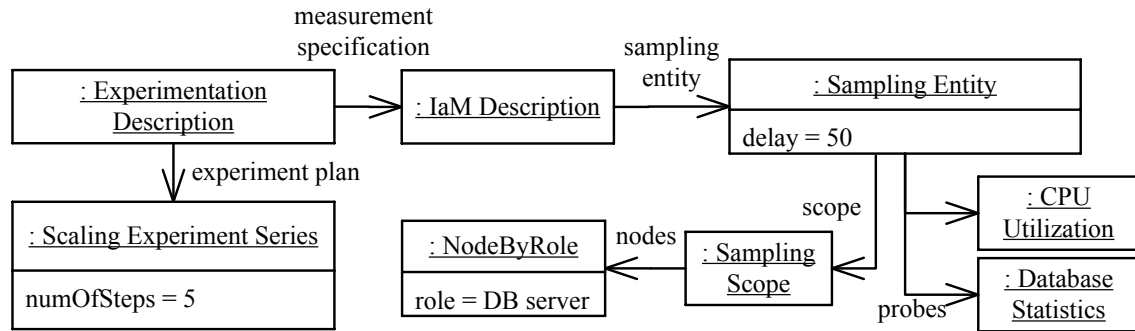 measurement
specification
sampling
entity
: Experimentation
Description
: IaM Description
: Sampling Entity
delay = 50
experiment plan
: Scaling Experiment Series
numOfSteps = 5
scope
: CPU
Utilization
nodes
: NodeByRole
role = DB server
: Sampling
Scope
probes
: Database
Statistics